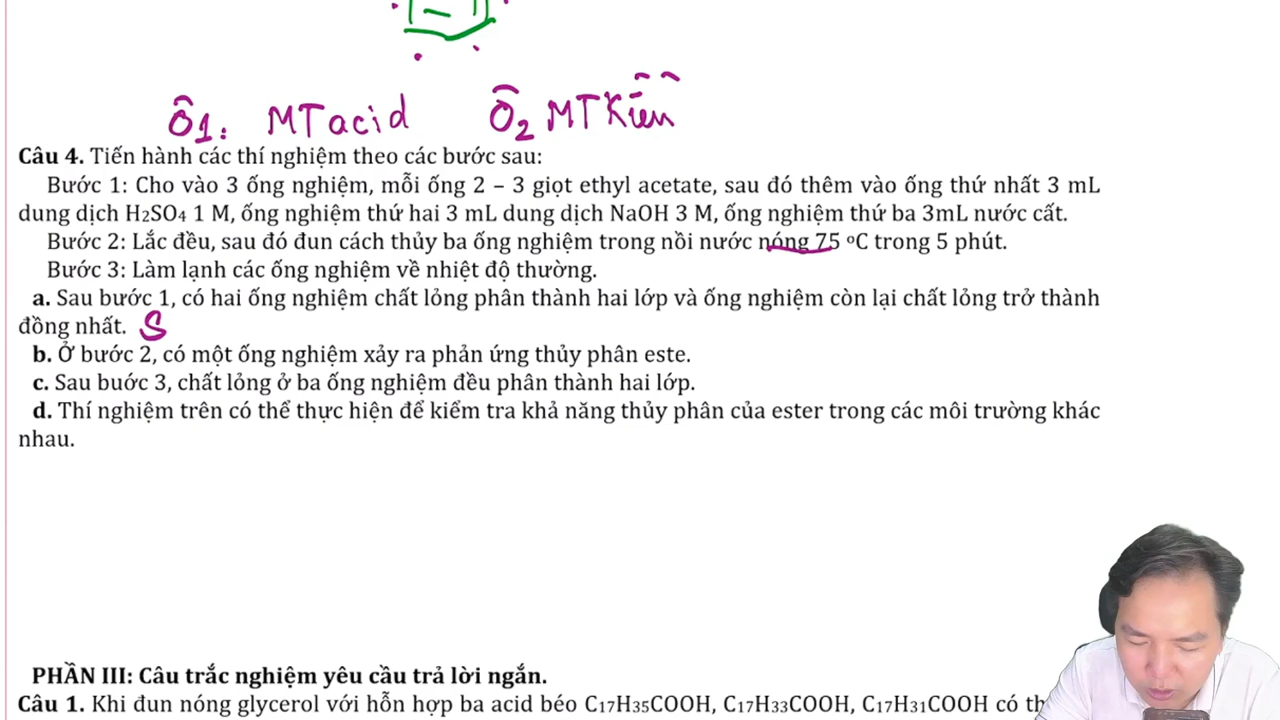 Ô1: MT acid Ô2 MT Kiềm
Câu 4. Tiến hành các thí nghiệm theo các bước sau:
Bước 1: Cho vào 3 ống nghiệm, mỗi ống 2 – 3 giọt ethyl acetate, sau đó thêm vào ống thứ nhất 3 mL
dung dịch H2SO4 1 M, ống nghiệm thứ hai 3 mL dung dịch NaOH 3 M, ống nghiệm thứ ba 3mL nước cất.
Bước 2: Lắc đều, sau đó đun cách thủy ba ống nghiệm trong nồi nước nóng 75 ºC trong 5 phút.
Bước 3: Làm lạnh các ống nghiệm về nhiệt độ thường.
a. Sau bước 1, có hai ống nghiệm chất lỏng phân thành hai lớp và ống nghiệm còn lại chất lỏng trở thành
đồng nhất. S
b. Ở bước 2, có một ống nghiệm xảy ra phản ứng thủy phân este.
c. Sau buớc 3, chất lỏng ở ba ống nghiệm đều phân thành hai lớp.
d. Thí nghiệm trên có thể thực hiện để kiểm tra khả năng thủy phân của ester trong các môi trường khác
nhau.
PHẦN III: Câu trắc nghiệm yêu cầu trả lời ngắn.
Câu 1. Khi đun nóng glycerol với hỗn hợp ba acid béo C17H35COOH, C17H33COOH, C17H31COOH có